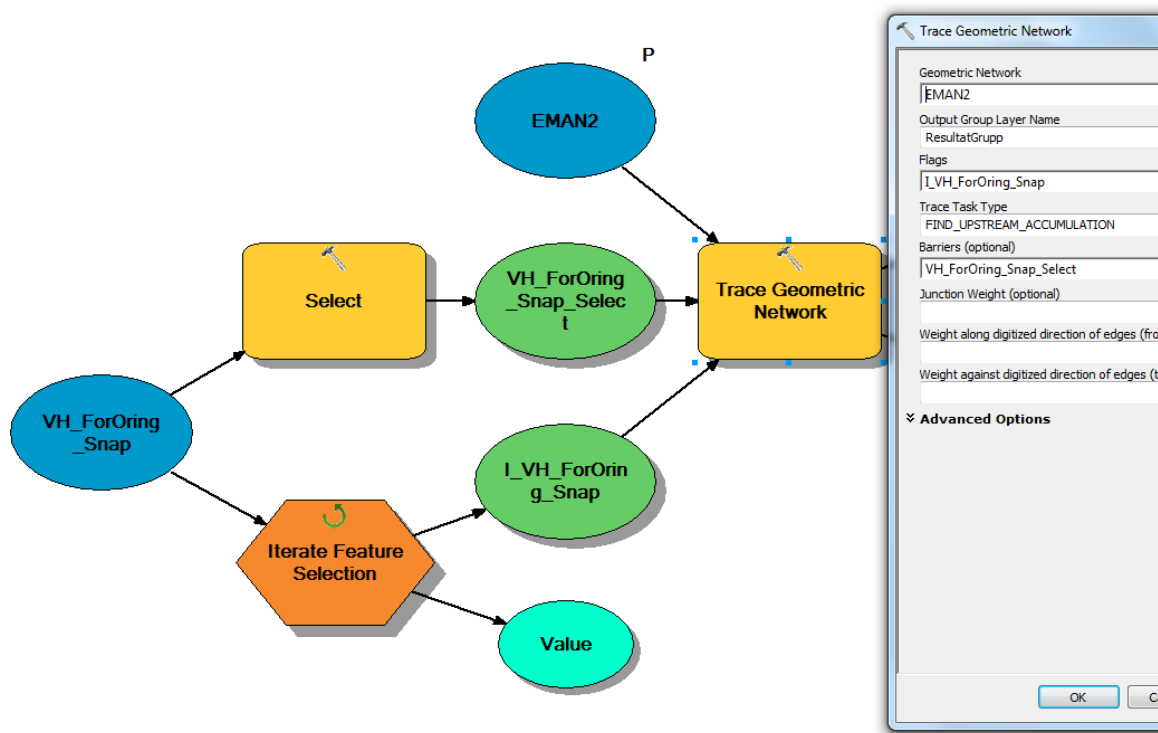 P
EMAN2
Select
VH_ForOring
_Snap_Selec
t
Trace Geometric
Network
VH_ForOring
_Snap
I_VH_ForOrin
g_Snap
Iterate Feature
Selection
Value
Trace Geometric Network
Geometric Network
EMAN2
Output Group Layer Name
ResultatGrupp
Flags
I_VH_ForOring_Snap
Trace Task Type
FIND_UPSTREAM_ACCUMULATION
Barriers (optional)
VH_ForOring_Snap_Select
Junction Weight (optional)
Weight along digitized direction of edges (fro
Weight against digitized direction of edges (t
Advanced Options
OK
C